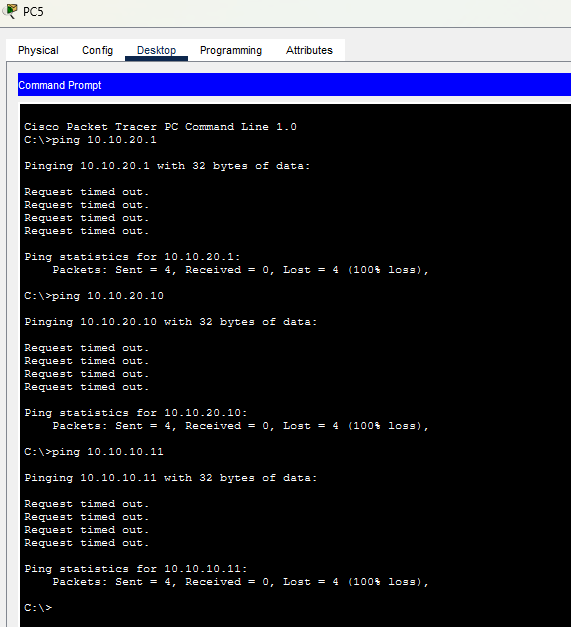 PC5
Physical Config Desktop Programming Attributes
Command Prompt
Cisco Packet Tracer PC Command Line 1.0
C:\>ping 10.10.20.1
Pinging 10.10.20.1 with 32 bytes of data:
Request timed out.
Request timed out.
Request timed out.
Request timed out.
Ping statistics for 10.10.20.1:
    Packets: Sent = 4, Received = 0, Lost = 4 (100% loss),
C:\>ping 10.10.20.10
Pinging 10.10.20.10 with 32 bytes of data:
Request timed out.
Request timed out.
Request timed out.
Request timed out.
Ping statistics for 10.10.20.10:
    Packets: Sent = 4, Received = 0, Lost = 4 (100% loss),
C:\>ping 10.10.10.11
Pinging 10.10.10.11 with 32 bytes of data:
Request timed out.
Request timed out.
Request timed out.
Request timed out.
Ping statistics for 10.10.10.11:
    Packets: Sent = 4, Received = 0, Lost = 4 (100% loss),
C:\>